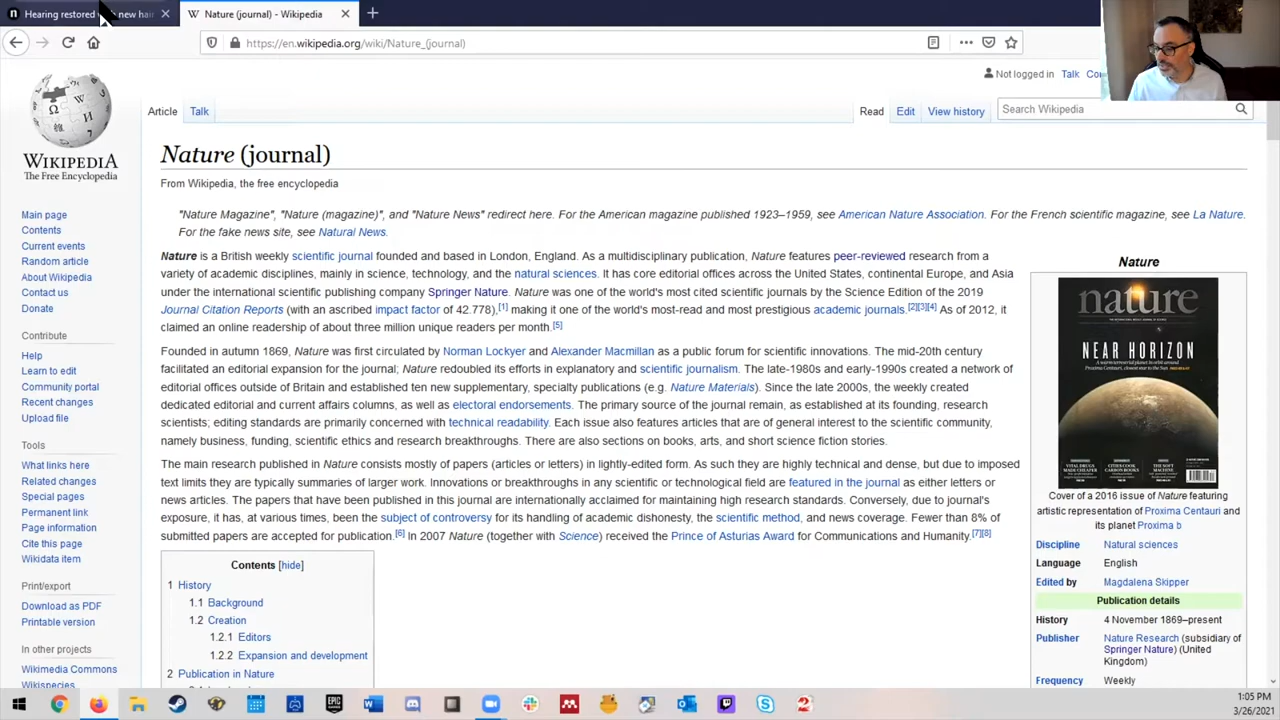 Hearing restored new hai
Nature (journal) - Wikipedia
https://en.wikipedia.org/wiki/Nature_(journal)
Not logged in Talk
Article Talk
Read Edit View history
Search Wikipedia
WIKIPEDIA
The Free Encyclopedia
Main page
Contents
Current events
Random article
About Wikipedia
Contact us
Donate
Contribute
Help
Learn to edit
Community portal
Recent changes
Upload file
Tools
What links here
Related changes
Special pages
Permanent link
Page information
Cite this page
Wikidata item
Print/export
Download as PDF
Printable version
In other projects
Wikimedia Commons
Wikispecies
Nature (journal)
From Wikipedia, the free encyclopedia
"Nature Magazine", "Nature (magazine)", and "Nature News" redirect here. For the American magazine published 1923–1959, see American Nature Association. For the French scientific magazine, see La Nature.
For the fake news site, see Natural News.
Nature is a British weekly scientific journal founded and based in London, England. As a multidisciplinary publication, Nature features peer-reviewed research from a
variety of academic disciplines, mainly in science, technology, and the natural sciences. It has core editorial offices across the United States, continental Europe, and Asia
under the international scientific publishing company Springer Nature. Nature was one of the world's most cited scientific journals by the Science Edition of the 2019
Journal Citation Reports (with an ascribed impact factor of 42.778),[1] making it one of the world's most-read and most prestigious academic journals.[2][3][4] As of 2012, it
claimed an online readership of about three million unique readers per month.[5]
Founded in autumn 1869, Nature was first circulated by Norman Lockyer and Alexander Macmillan as a public forum for scientific innovations. The mid-20th century
facilitated an editorial expansion for the journal; Nature redoubled its efforts in explanatory and scientific journalism. The late-1980s and early-1990s created a network of
editorial offices outside of Britain and established ten new supplementary, specialty publications (e.g. Nature Materials). Since the late 2000s, the weekly created
dedicated editorial and current affairs columns, as well as electoral endorsements. The primary source of the journal remain, as established at its founding, research
scientists; editing standards are primarily concerned with technical readability. Each issue also features articles that are of general interest to the scientific community,
namely business, funding, scientific ethics and research breakthroughs. There are also sections on books, arts, and short science fiction stories.
The main research published in Nature consists mostly of papers (articles or letters) in lightly-edited form. As such they are highly technical and dense, but due to imposed
text limits they are typically summaries of larger work. Innovations or breakthroughs in any scientific or technological field are featured in the journal as either letters or
news articles. The papers that have been published in this journal are internationally acclaimed for maintaining high research standards. Conversely, due to journal's
exposure, it has, at various times, been the subject of controversy for its handling of academic dishonesty, the scientific method, and news coverage. Fewer than 8% of
submitted papers are accepted for publication.[6] In 2007 Nature (together with Science) received the Prince of Asturias Award for Communications and Humanity.[7][8]
Contents [hide]
1 History
1.1 Background
1.2 Creation
1.2.1 Editors
1.2.2 Expansion and development
2 Publication in Nature
Nature
nature
NEAR HORIZON
Cover of a 2016 issue of Nature featuring
artistic representation of Proxima Centauri and
its planet Proxima b
Discipline Natural sciences
Language English
Edited by Magdalena Skipper
Publication details
History 4 November 1869–present
Publisher Nature Research (subsidiary of
Springer Nature) (United
Kingdom)
Frequency Weekly
1:05 PM
3/26/2021